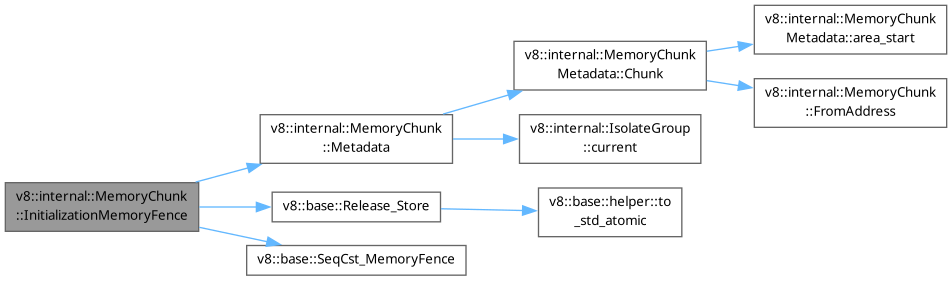 v8::internal::MemoryChunk
::InitializationMemoryFence
v8::internal::MemoryChunk
::Metadata
v8::internal::MemoryChunk
Metadata::Chunk
v8::internal::MemoryChunk
Metadata::area_start
v8::internal::MemoryChunk
::FromAddress
v8::internal::IsolateGroup
::current
v8::base::Release_Store
v8::base::helper::to
_std_atomic
v8::base::SeqCst_MemoryFence